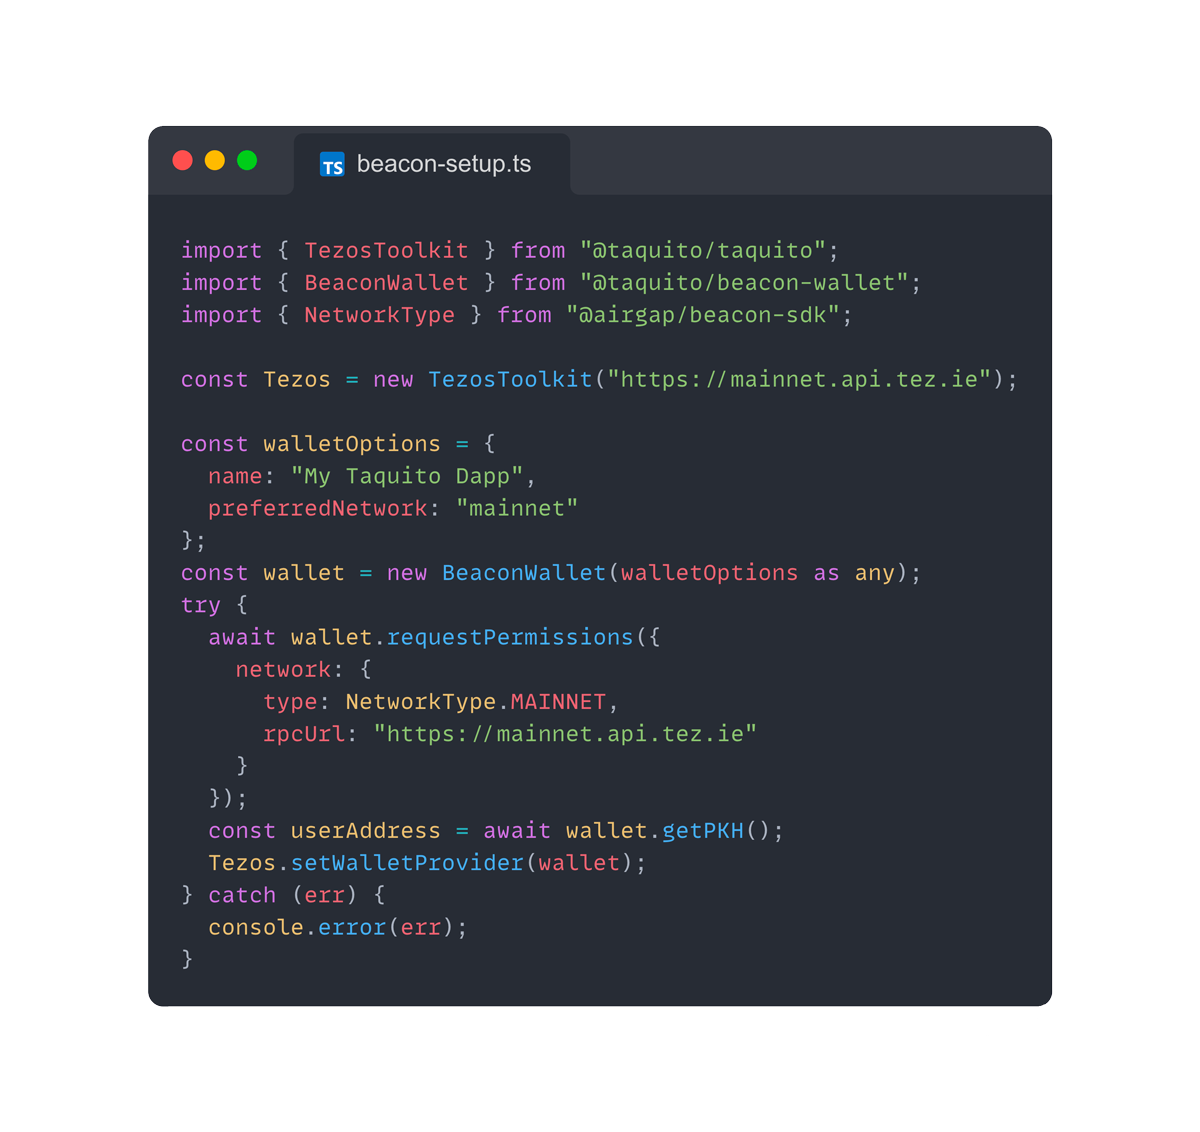 TS beacon-setup.ts
import { TezosToolkit } from "@taquito/taquito";
import { BeaconWallet } from "@taquito/beacon-wallet";
import { NetworkType } from "@airgap/beacon-sdk";
const Tezos = new TezosToolkit("https://mainnet.api.tez.ie");
const walletOptions = {
  name: "My Taquito Dapp",
  preferredNetwork: "mainnet"
};
const wallet = new BeaconWallet(walletOptions as any);
try {
  await wallet.requestPermissions({
    network: {
      type: NetworkType.MAINNET,
      rpcUrl: "https://mainnet.api.tez.ie"
    }
  });
  const userAddress = await wallet.getPKH();
  Tezos.setWalletProvider(wallet);
} catch (err) {
  console.error(err);
}